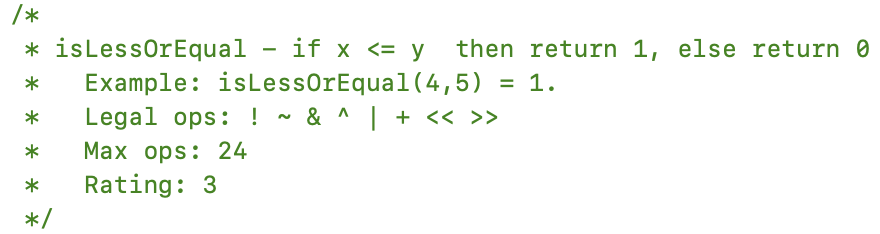 /*
 * isLessOrEqual - if x <= y  then return 1, else return 0
 *   Example: isLessOrEqual(4,5) = 1.
 *   Legal ops: ! ~ & ^ | + << >>
 *   Max ops: 24
 *   Rating: 3
 */